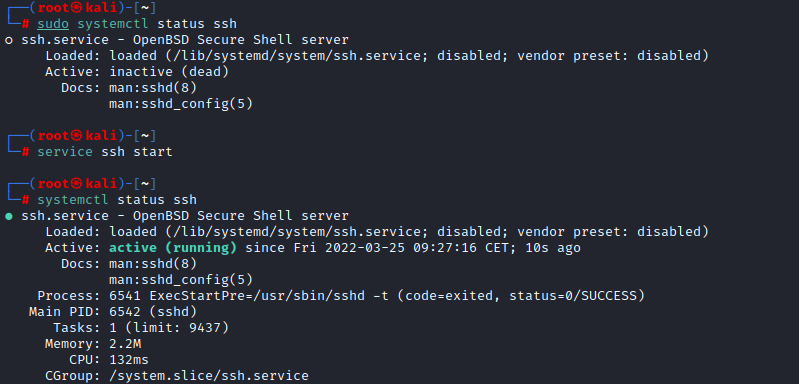 ┌──(root㉿kali)-[~]
└─# sudo systemctl status ssh
○ ssh.service - OpenBSD Secure Shell server
     Loaded: loaded (/lib/systemd/system/ssh.service; disabled; vendor preset: disabled)
     Active: inactive (dead)
       Docs: man:sshd(8)
             man:sshd_config(5)

┌──(root㉿kali)-[~]
└─# service ssh start

┌──(root㉿kali)-[~]
└─# systemctl status ssh
● ssh.service - OpenBSD Secure Shell server
     Loaded: loaded (/lib/systemd/system/ssh.service; disabled; vendor preset: disabled)
     Active: active (running) since Fri 2022-03-25 09:27:16 CET; 10s ago
       Docs: man:sshd(8)
             man:sshd_config(5)
    Process: 6541 ExecStartPre=/usr/sbin/sshd -t (code=exited, status=0/SUCCESS)
   Main PID: 6542 (sshd)
      Tasks: 1 (limit: 9437)
     Memory: 2.2M
        CPU: 132ms
     CGroup: /system.slice/ssh.service